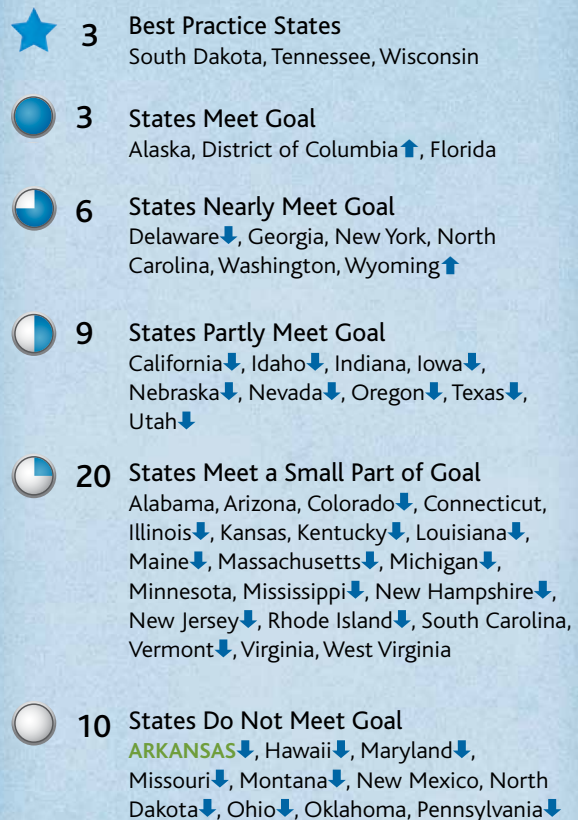 3 Best Practice States
South Dakota, Tennessee, Wisconsin
3 States Meet Goal
Alaska, District of Columbia⬆, Florida
6 States Nearly Meet Goal
Delaware⬇, Georgia, New York, North
Carolina, Washington, Wyoming⬆
9 States Partly Meet Goal
California⬇, Idaho⬇, Indiana, Iowa⬇,
Nebraska⬇, Nevada⬇, Oregon⬇, Texas⬇,
Utah⬇
20 States Meet a Small Part of Goal
Alabama, Arizona, Colorado⬇, Connecticut,
Illinois⬇, Kansas, Kentucky⬇, Louisiana⬇,
Maine⬇, Massachusetts⬇, Michigan⬇,
Minnesota, Mississippi⬇, New Hampshire⬇,
New Jersey⬇, Rhode Island⬇, South Carolina,
Vermont⬇, Virginia, West Virginia
10 States Do Not Meet Goal
ARKANSAS⬇, Hawaii⬇, Maryland⬇,
Missouri⬇, Montana⬇, New Mexico, North
Dakota⬇, Ohio⬇, Oklahoma, Pennsylvania⬇